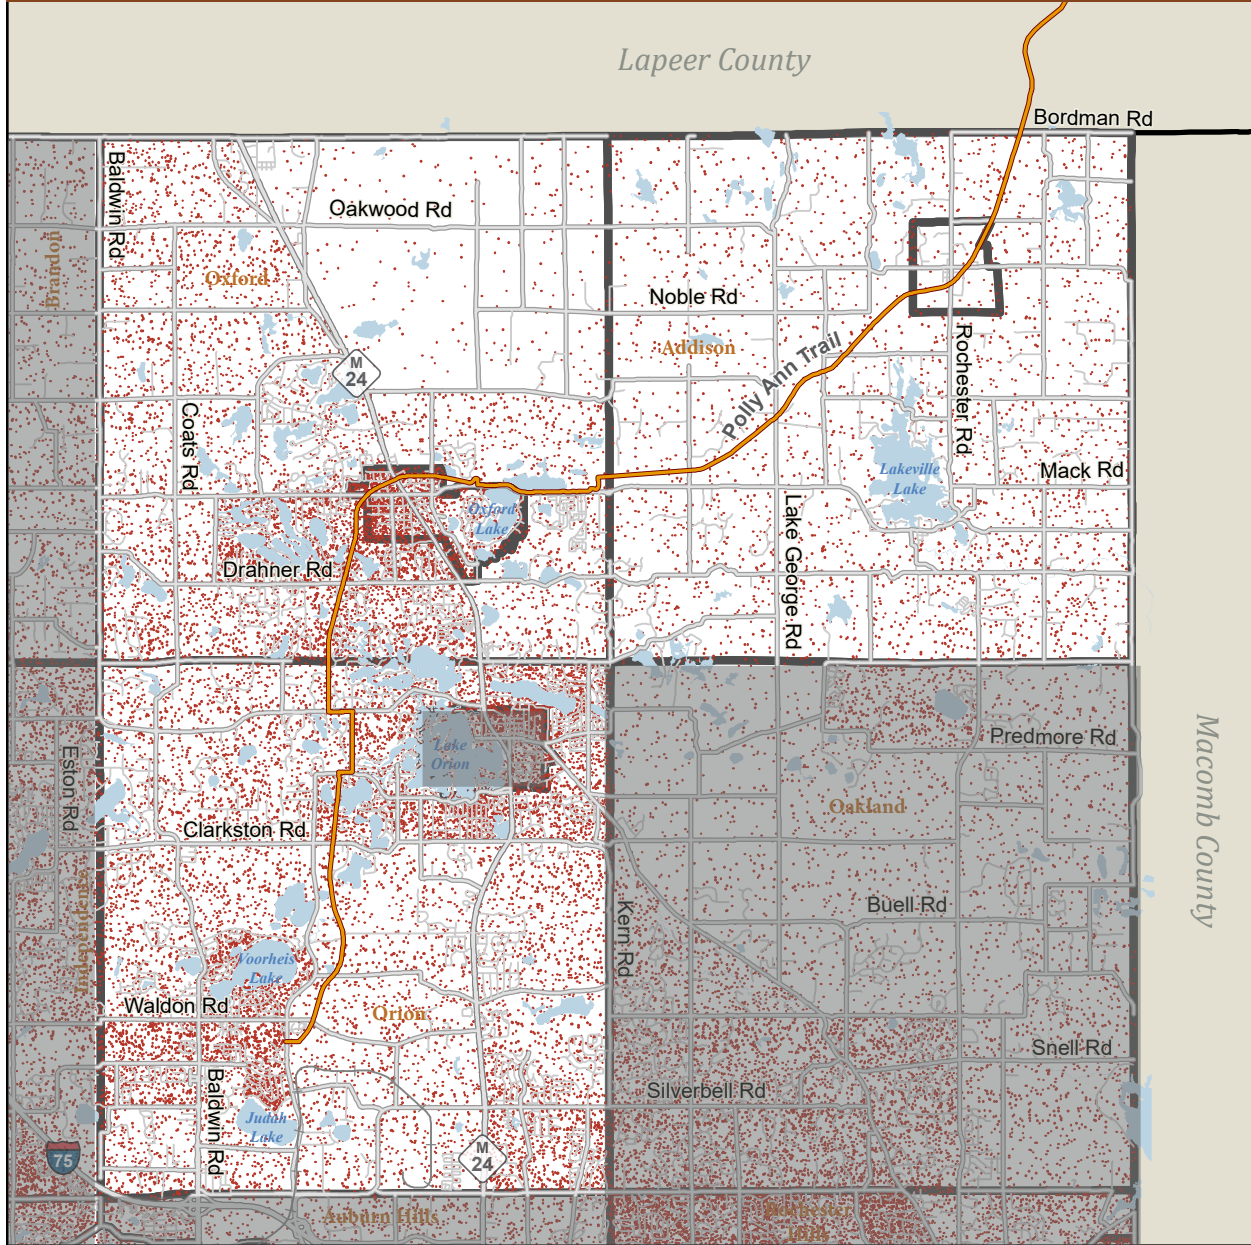 Lapeer County
Bordman Rd
Baldwin Rd
Oakwood Rd
Brandon
Oxford
Noble Rd
Addison
Polly Ann Trail
Rochester Rd
M
24
Coats Rd
Lakeville
Lake
Mack Rd
Oxford
Lake
Lake George Rd
Drahner Rd
Macomb County
Predmore Rd
Eston Rd
Lake
Orion
Oakland
Clarkston Rd
Independence
Buell Rd
Kern Rd
Voorheis
Lake
Waldon Rd
Orion
Snell Rd
Silverbell Rd
Baldwin Rd
Judah
Lake
M
24
75
Auburn Hills
Rochester
Hills